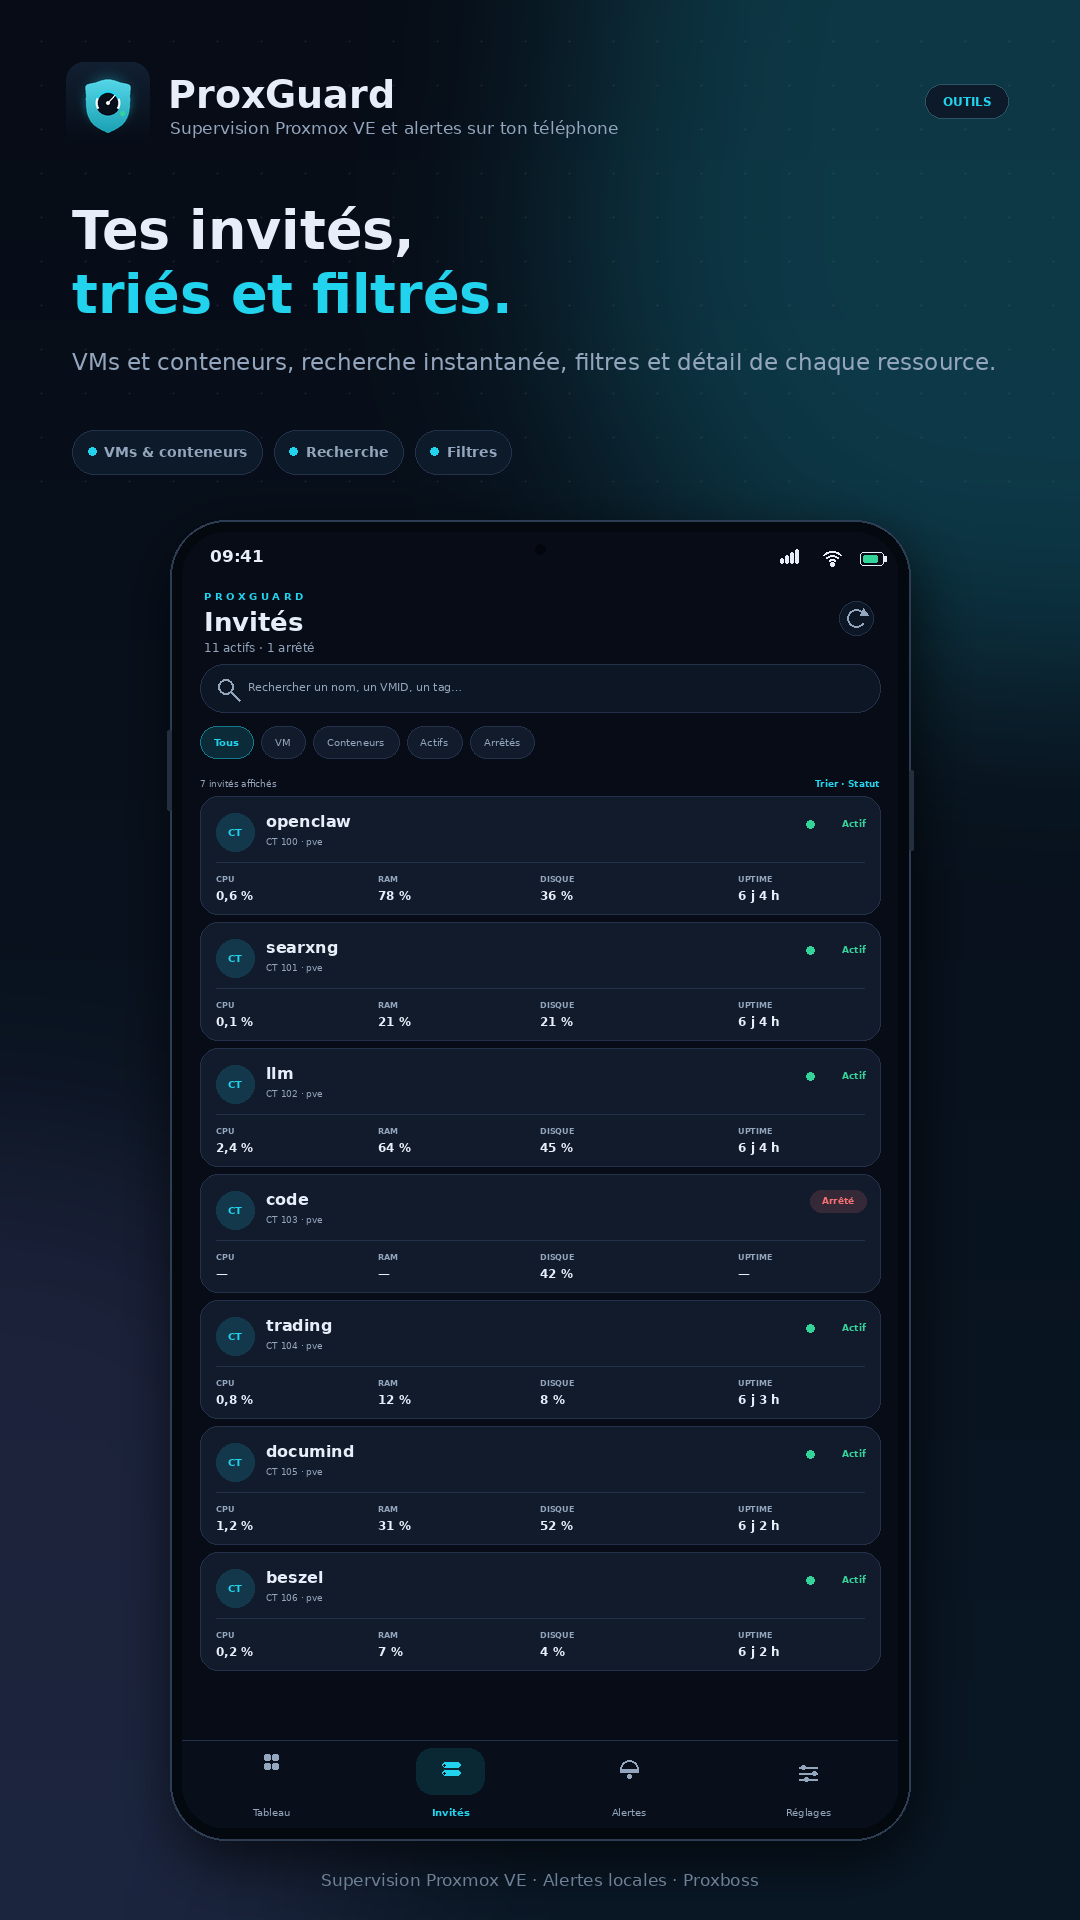 ProxGuard
Supervision Proxmox VE et alertes sur ton téléphone
OUTILS
Tes invités,
triés et filtrés.
VMs et conteneurs, recherche instantanée, filtres et détail de chaque ressource.
VMs & conteneurs
Recherche
Filtres
09:41
PROXGUARD
Invités
11 actifs · 1 arrêté
Rechercher un nom, un VMID, un tag...
Tous
VM
Conteneurs
Actifs
Arrêtés
7 invités affichés
Trier · Statut
CT
openclaw
CT 100 · pve
Actif
CPU RAM DISQUE UPTIME
0,6 % 78 % 36 % 6 j 4 h
CT
searxng
CT 101 · pve
Actif
CPU RAM DISQUE UPTIME
0,1 % 21 % 21 % 6 j 4 h
CT
llm
CT 102 · pve
Actif
CPU RAM DISQUE UPTIME
2,4 % 64 % 45 % 6 j 4 h
CT
code
CT 103 · pve
Arrêté
CPU RAM DISQUE UPTIME
— — 42 % —
CT
trading
CT 104 · pve
Actif
CPU RAM DISQUE UPTIME
0,8 % 12 % 8 % 6 j 3 h
CT
documind
CT 105 · pve
Actif
CPU RAM DISQUE UPTIME
1,2 % 31 % 52 % 6 j 2 h
CT
beszel
CT 106 · pve
Actif
CPU RAM DISQUE UPTIME
0,2 % 7 % 4 % 6 j 2 h
Tableau
Invités
Alertes
Réglages
Supervision Proxmox VE · Alertes locales · Proxboss